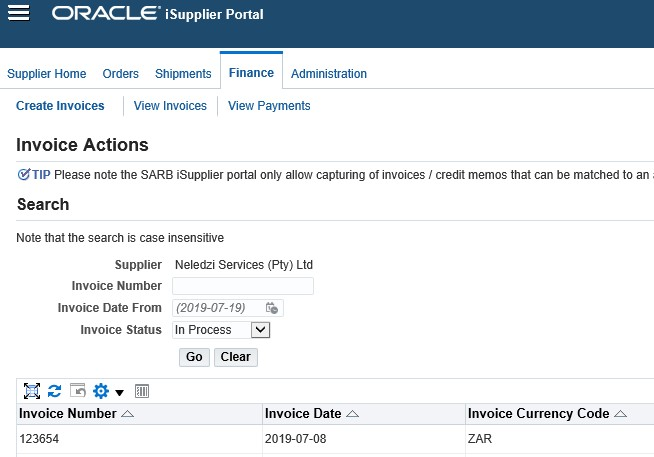 ORACLE® iSupplier Portal
Supplier Home Orders Shipments Finance Administration
Create Invoices View Invoices View Payments
Invoice Actions
TIP Please note the SARB iSupplier portal only allow capturing of invoices / credit memos that can be matched to an
Search
Note that the search is case insensitive
Supplier Neledzi Services (Pty) Ltd
Invoice Number
Invoice Date From (2019-07-19)
Invoice Status In Process
Go Clear
Invoice Number Invoice Date Invoice Currency Code
123654 2019-07-08 ZAR